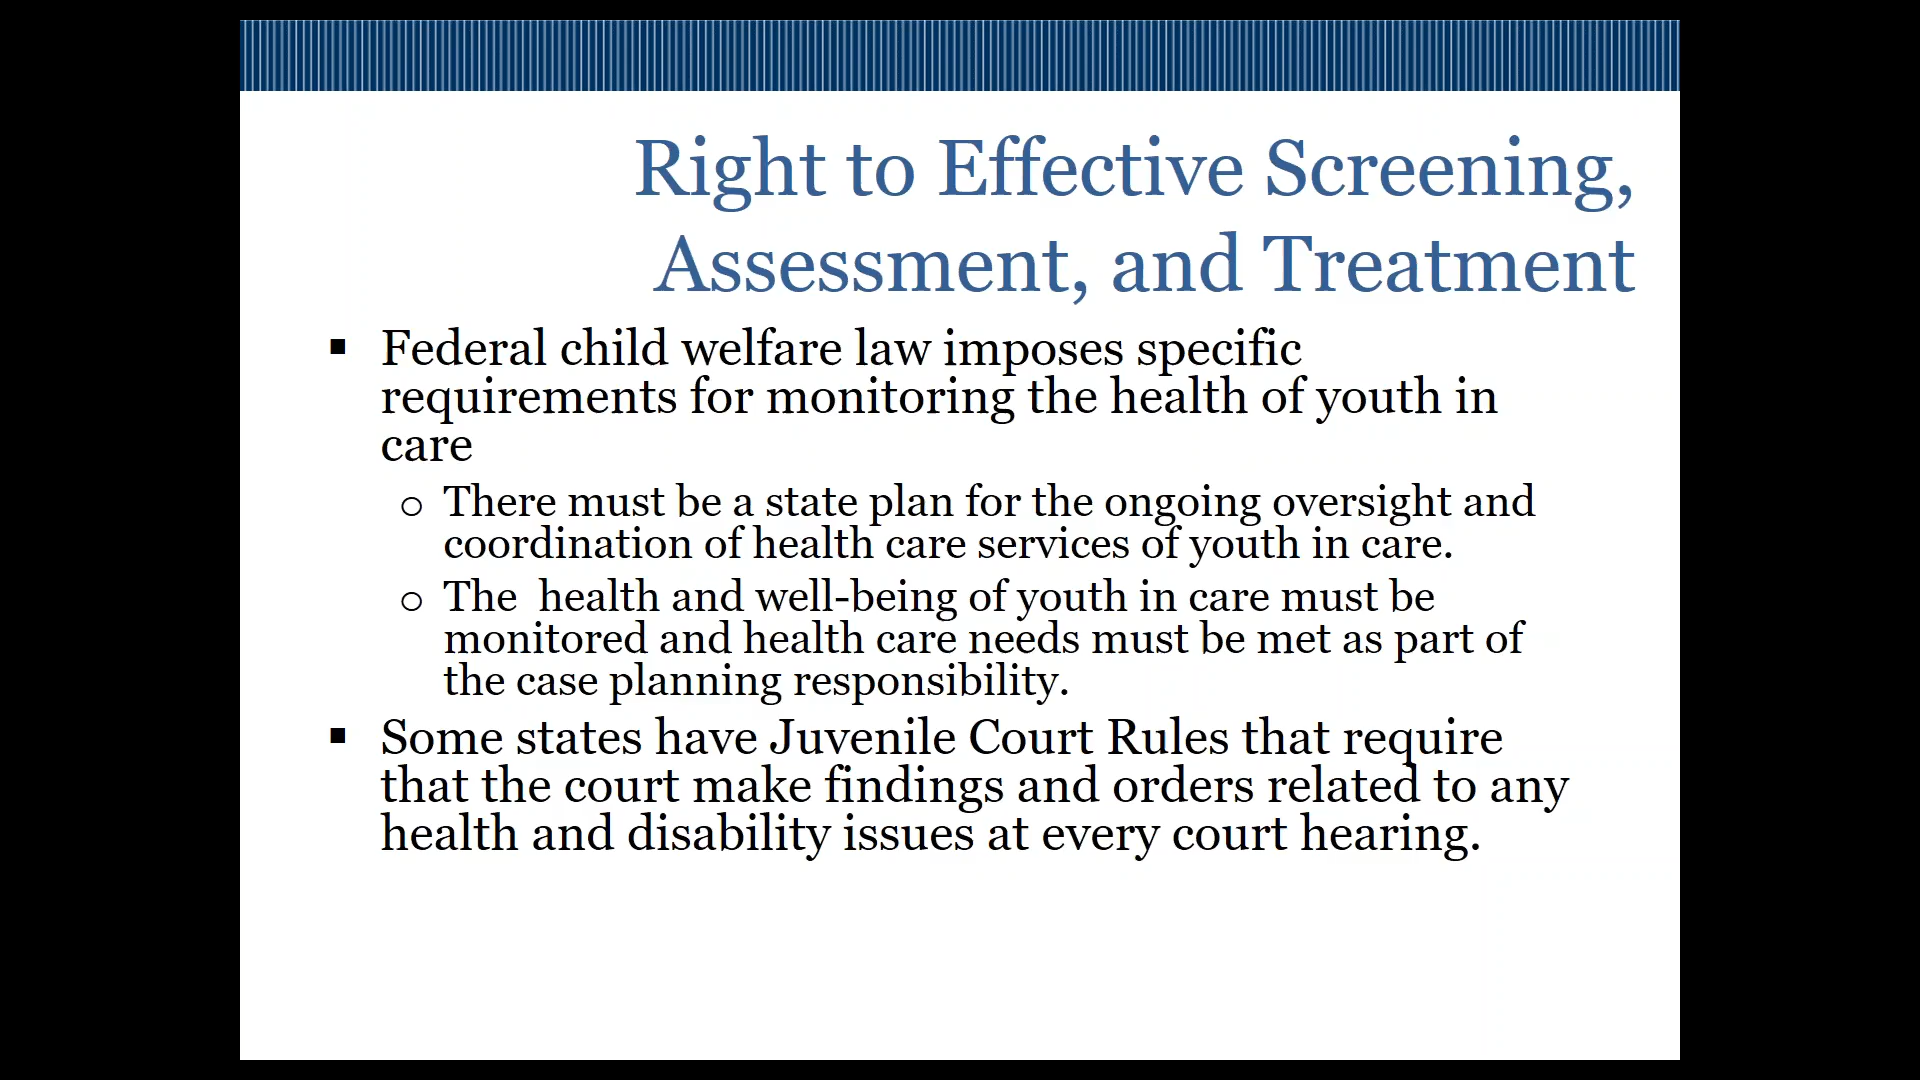 Right to Effective Screening,
Assessment, and Treatment
▪ Federal child welfare law imposes specific
requirements for monitoring the health of youth in
care
o There must be a state plan for the ongoing oversight and
coordination of health care services of youth in care.
o The  health and well-being of youth in care must be
monitored and health care needs must be met as part of
the case planning responsibility.
▪ Some states have Juvenile Court Rules that require
that the court make findings and orders related to any
health and disability issues at every court hearing.